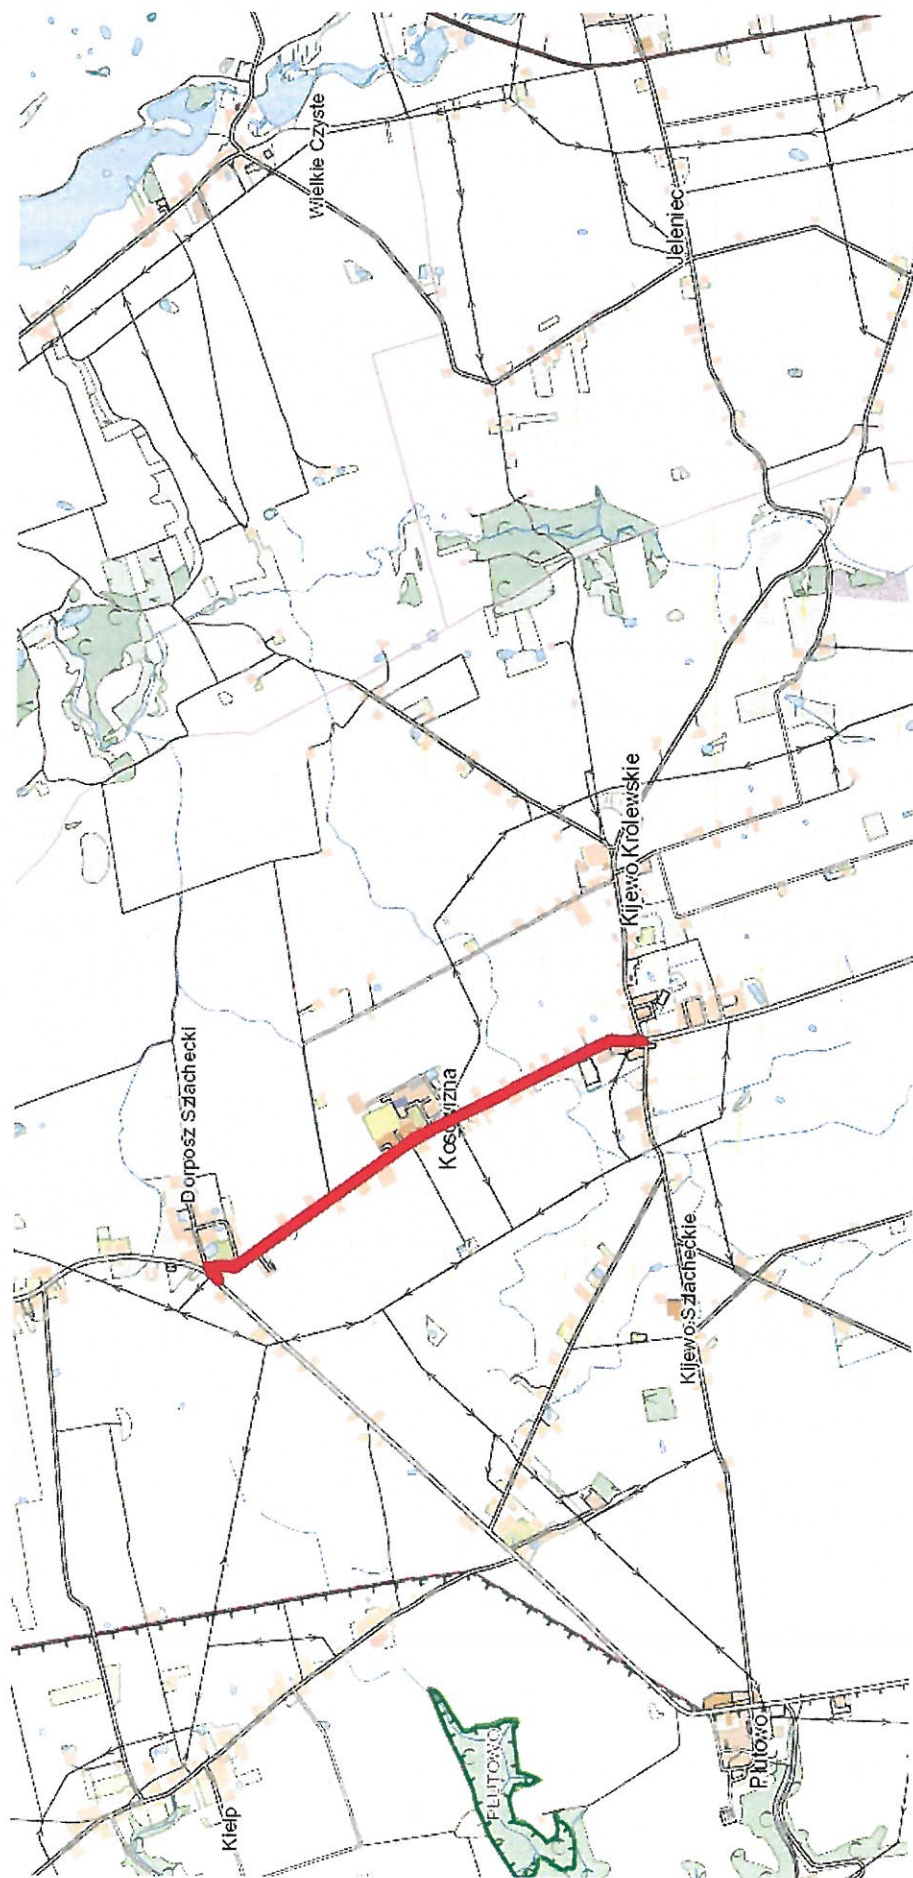 Wielkie Czyste
Jeleniec
Kijewo Królewskie
Dorposz Szlachecki
Kosowizna
Kijewo Szlacheckie
Kiełp
PŁUTOWO
Płutowo